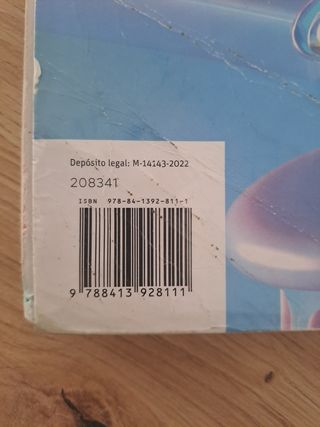 Depósito legal: M-14143-2022
208341
ISBN 978-84-1392-811-1
9 788413 928111